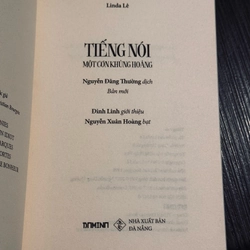 Linda Lê
TIẾNG NÓI
MỘT CƠN KHỦNG HOẢNG
Nguyễn Đăng Thường dịch
Bản mới
Đinh Linh giới thiệu
Nguyễn Xuân Hoàng bạt
DOMINO
NHÀ XUẤT BẢN
ĐÀ NẴNG